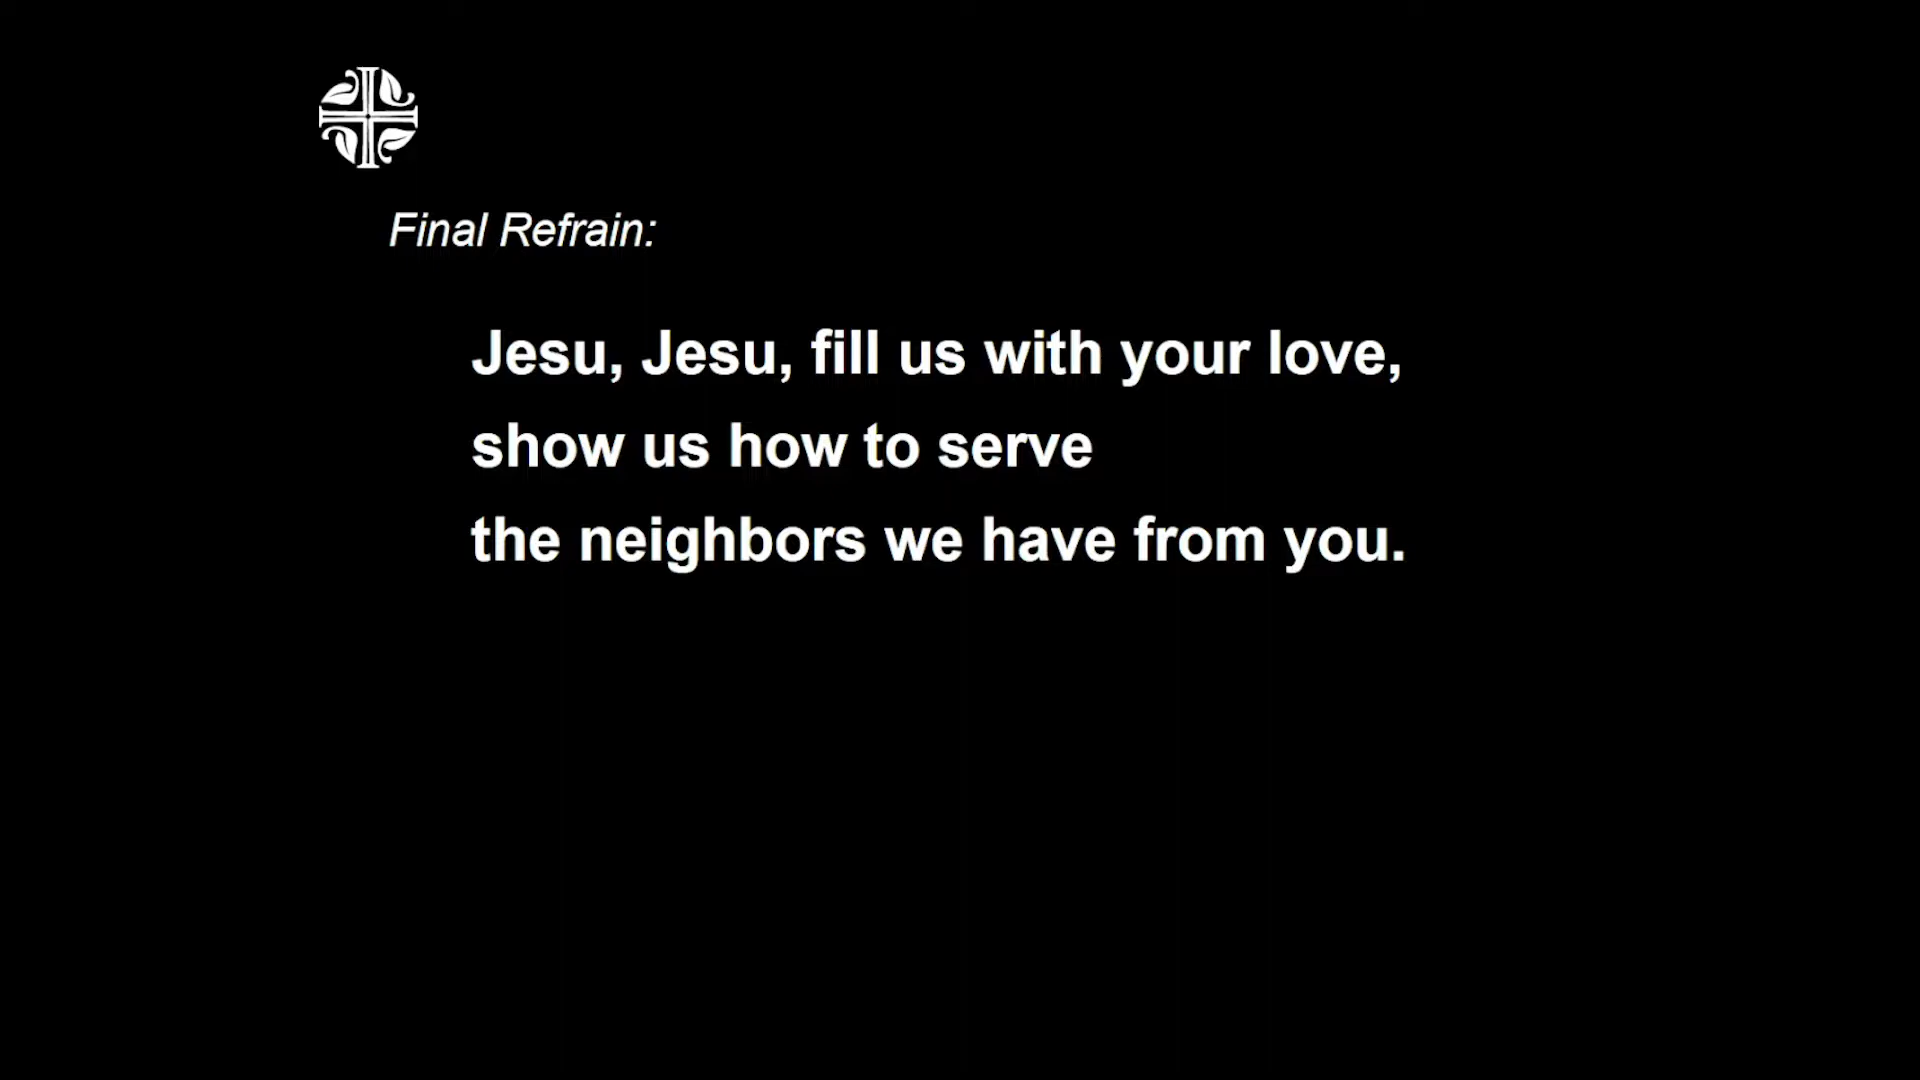 Final Refrain:
Jesu, Jesu, fill us with your love,
show us how to serve
the neighbors we have from you.